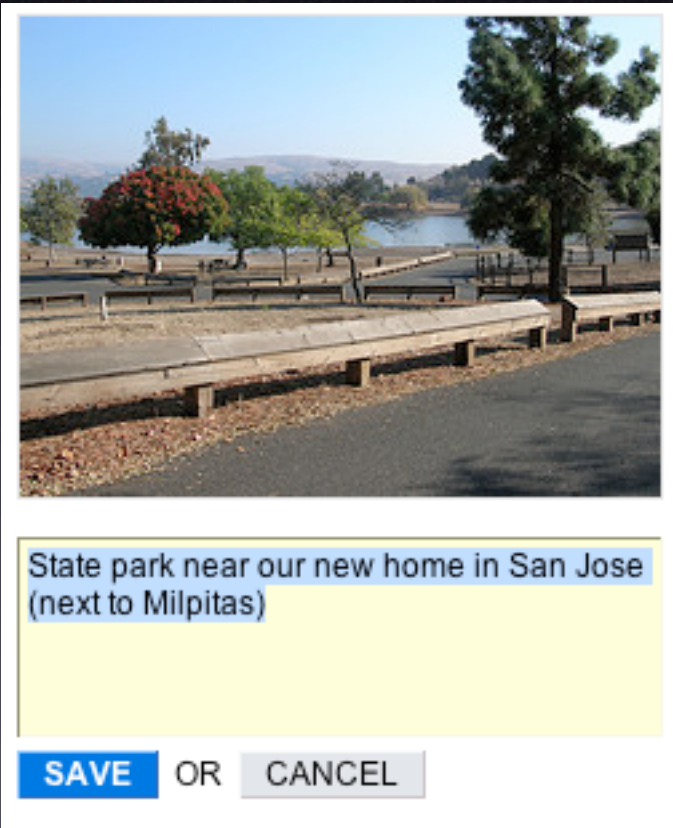 State park near our new home in San Jose
(next to Milpitas)
SAVE OR CANCEL